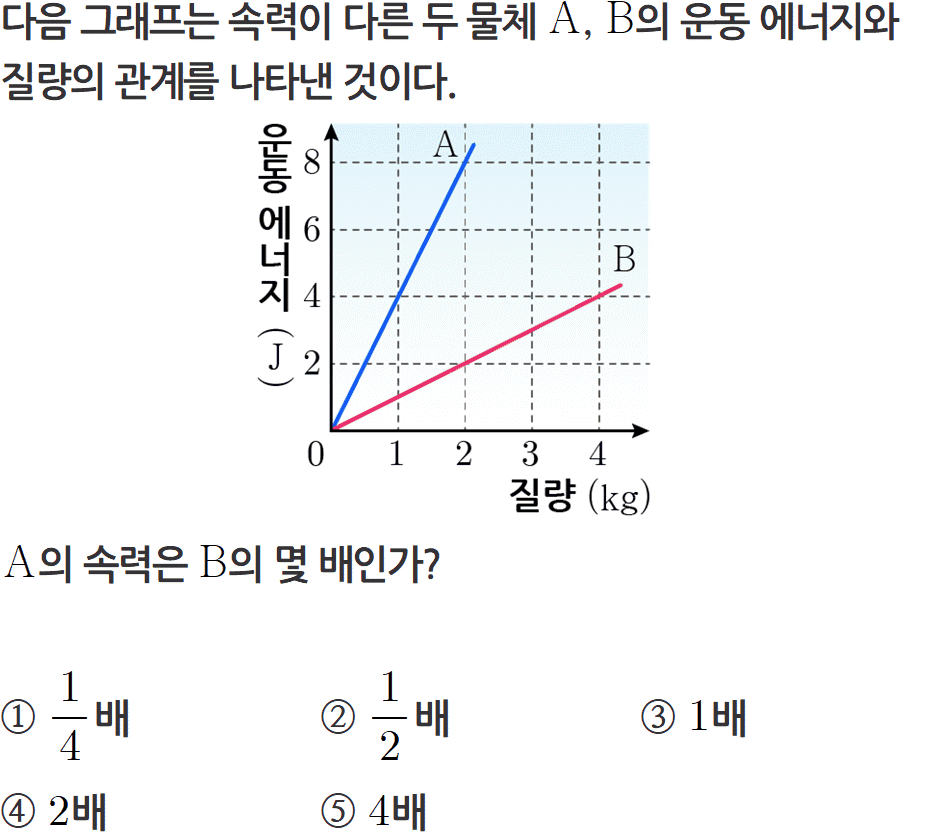 다음 그래프는 속력이 다른 두 물체 A, B의 운동 에너지와
질량의 관계를 나타낸 것이다.
운동 에너지 (J)
8
6
4
2
0 1 2 3 4
A
B
질량 (kg)
A의 속력은 B의 몇 배인가?
① 1/4 배 ② 1/2 배 ③ 1배
④ 2배 ⑤ 4배